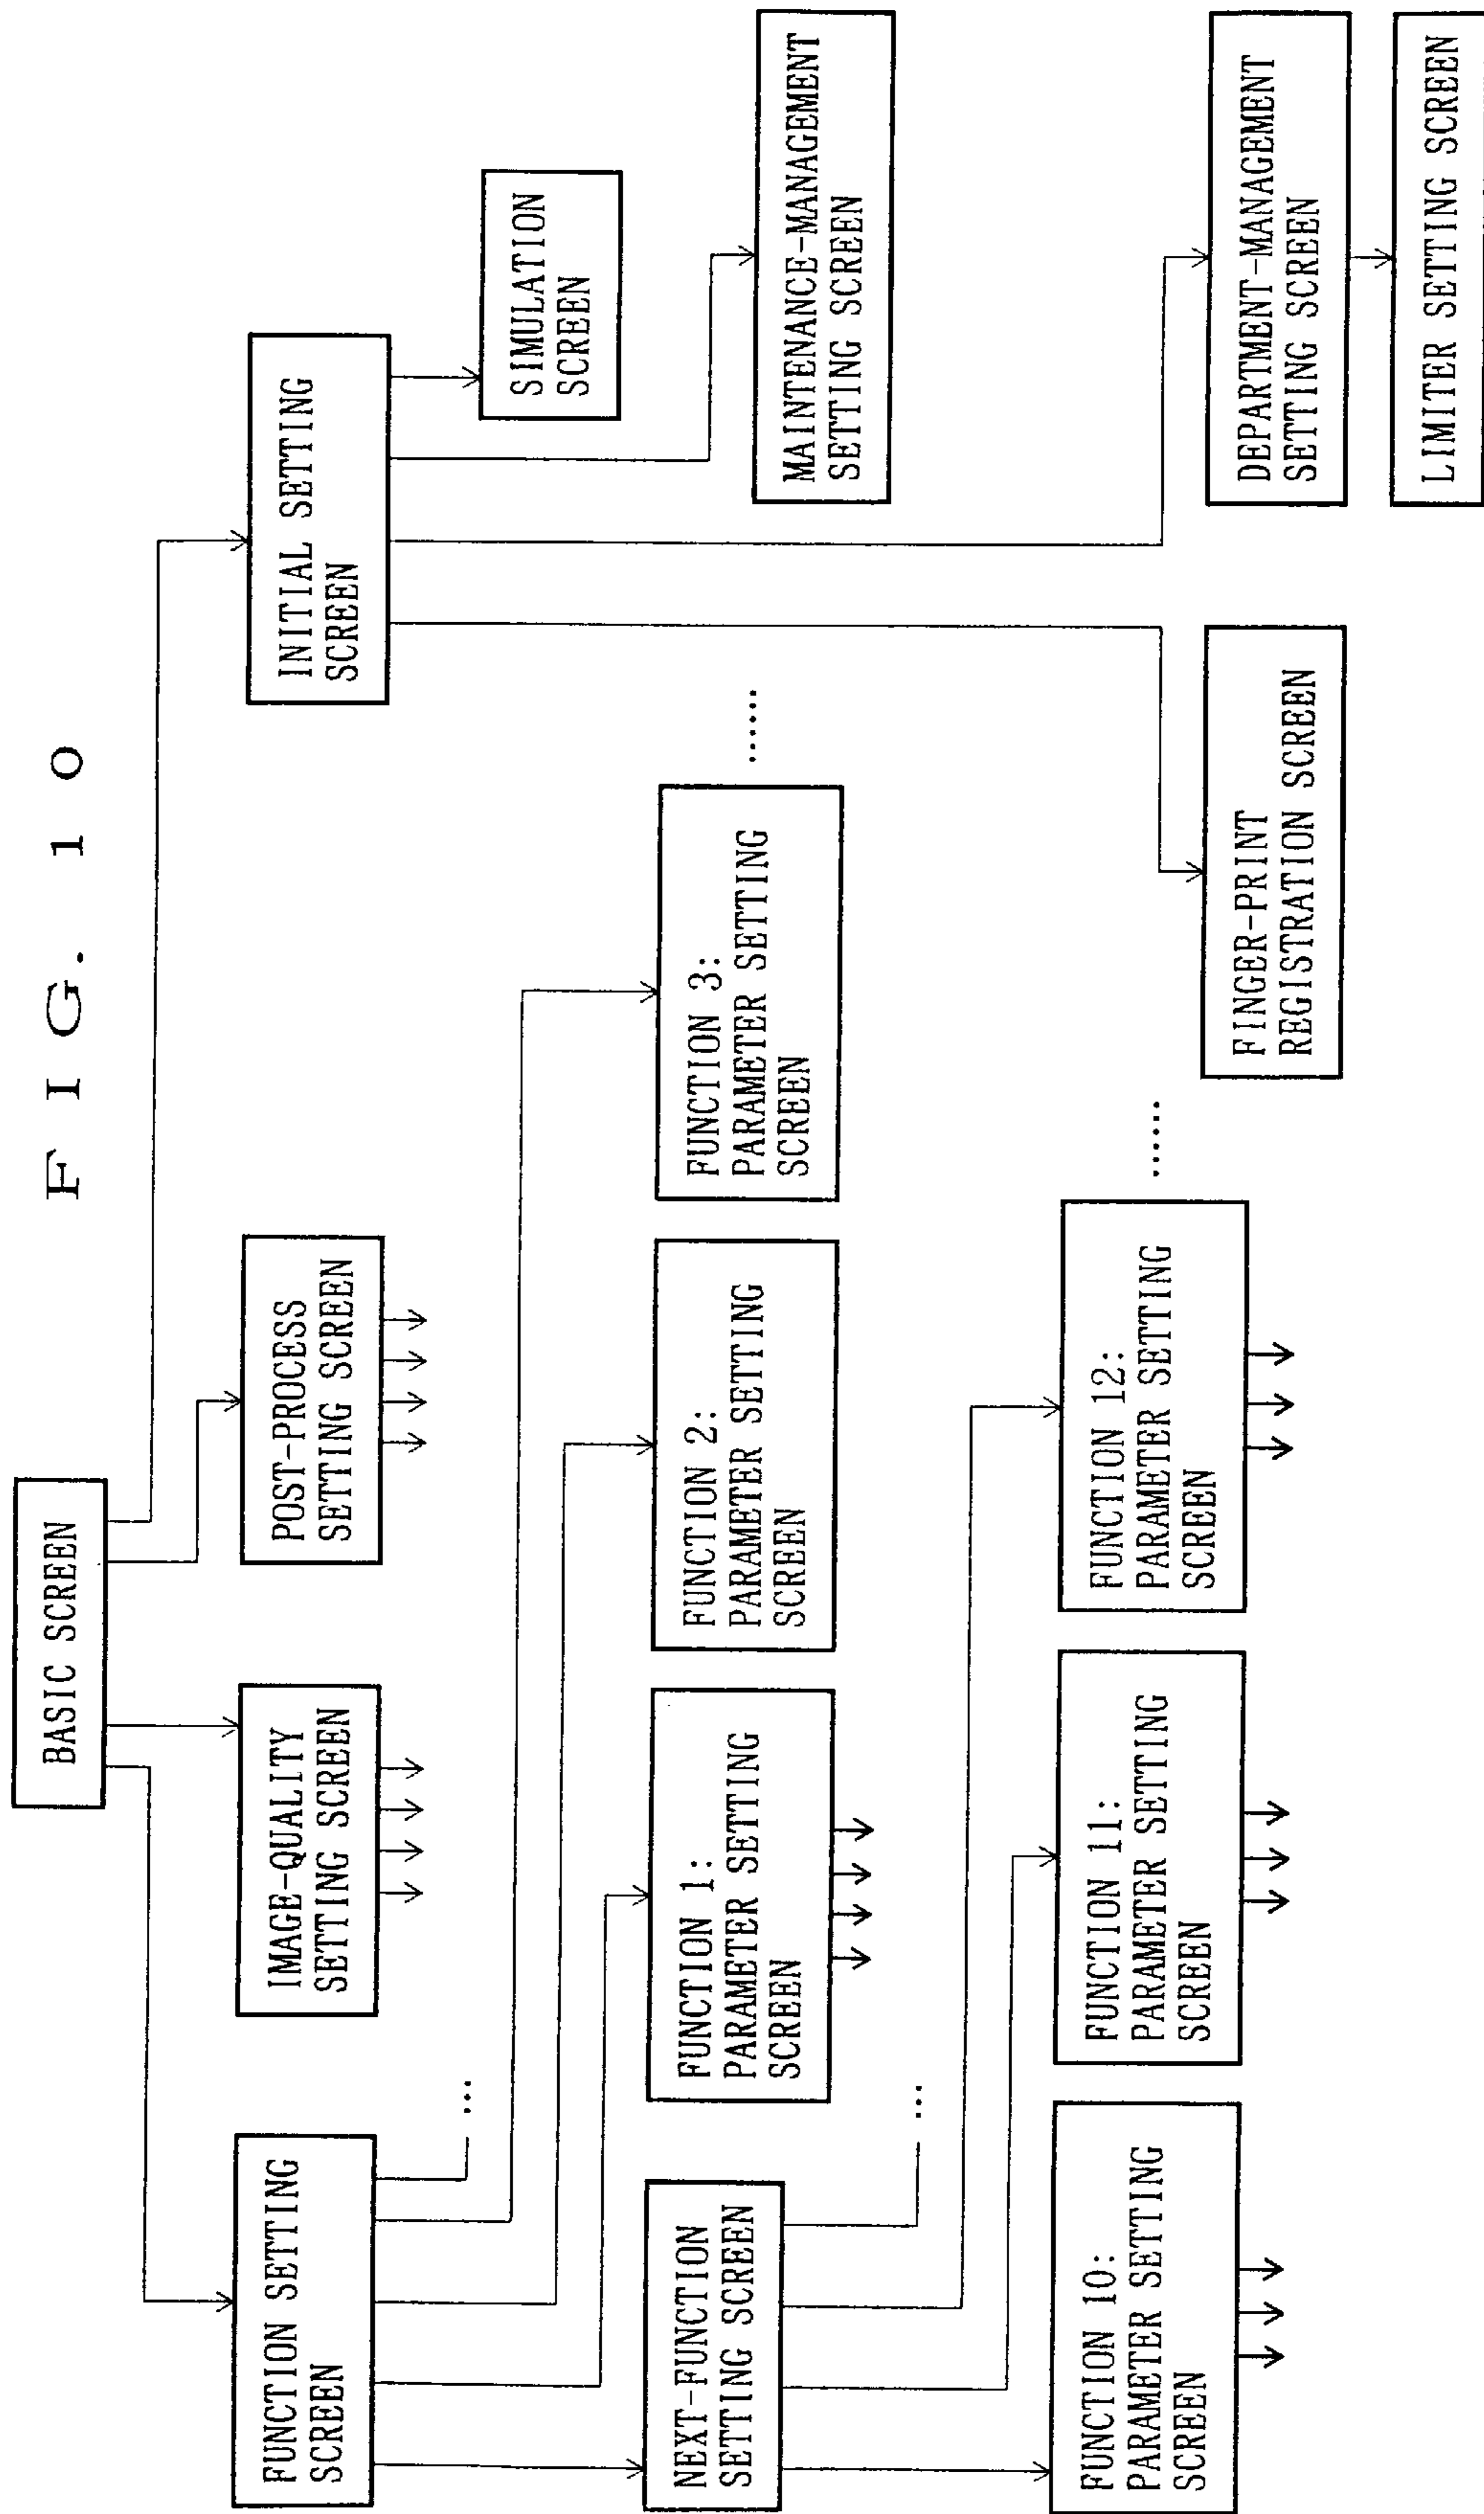 FIG. 10
BASIC SCREEN
FUNCTION SETTING
SCREEN
IMAGE-QUALITY
SETTING SCREEN
POST-PROCESS
SETTING SCREEN
INITIAL SETTING
SCREEN
...
SIMULATION
SCREEN
NEXT-FUNCTION
SETTING SCREEN
FUNCTION 1:
PARAMETER SETTING
SCREEN
FUNCTION 2:
PARAMETER SETTING
SCREEN
FUNCTION 3:
PARAMETER SETTING
SCREEN
......
MAINTENANCE-MANAGEMENT
SETTING SCREEN
...
FUNCTION 10:
PARAMETER SETTING
SCREEN
FUNCTION 11:
PARAMETER SETTING
SCREEN
FUNCTION 12:
PARAMETER SETTING
SCREEN
......
FINGER-PRINT
REGISTRATION SCREEN
DEPARTMENT-MANAGEMENT
SETTING SCREEN
LIMITER SETTING SCREEN